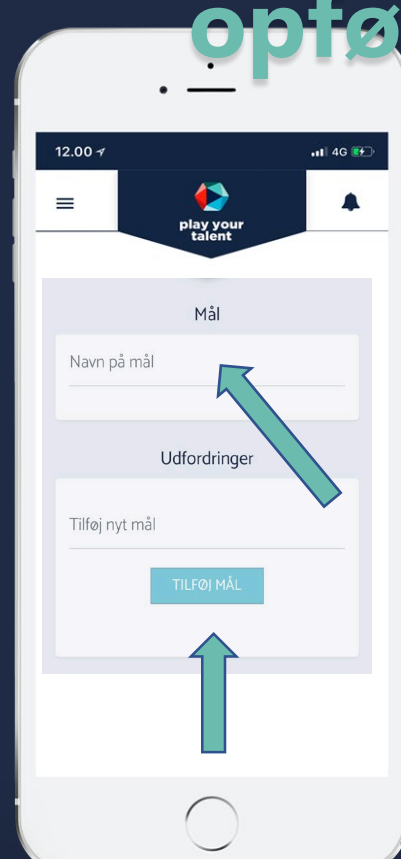 opfø
12.00
4G
play your
talent
Mål
Navn på mål
Udfordringer
Tilføj nyt mål
TILFØJ MÅL